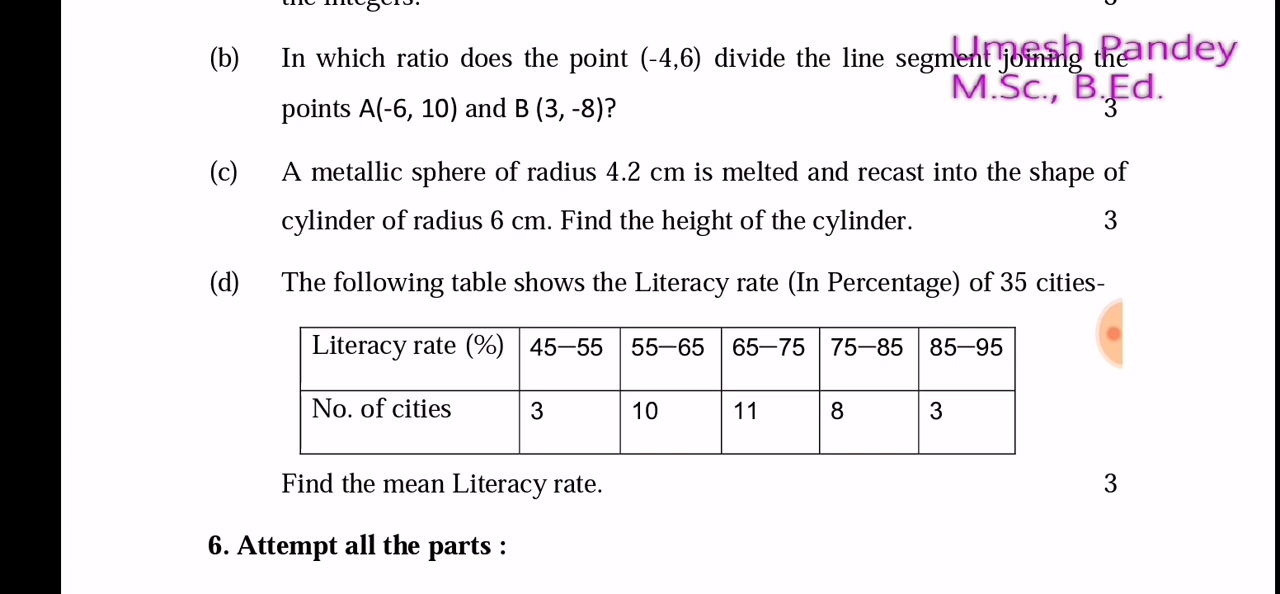 (b) In which ratio does the point (-4,6) divide the line segment joining the
Umesh Pandey
M.Sc., B.Ed.
points A(-6, 10) and B (3, -8)? 3
(c) A metallic sphere of radius 4.2 cm is melted and recast into the shape of
cylinder of radius 6 cm. Find the height of the cylinder. 3
(d) The following table shows the Literacy rate (In Percentage) of 35 cities-
Literacy rate (%) 45—55 55—65 65—75 75—85 85—95
No. of cities 3 10 11 8 3
Find the mean Literacy rate. 3
6. Attempt all the parts :